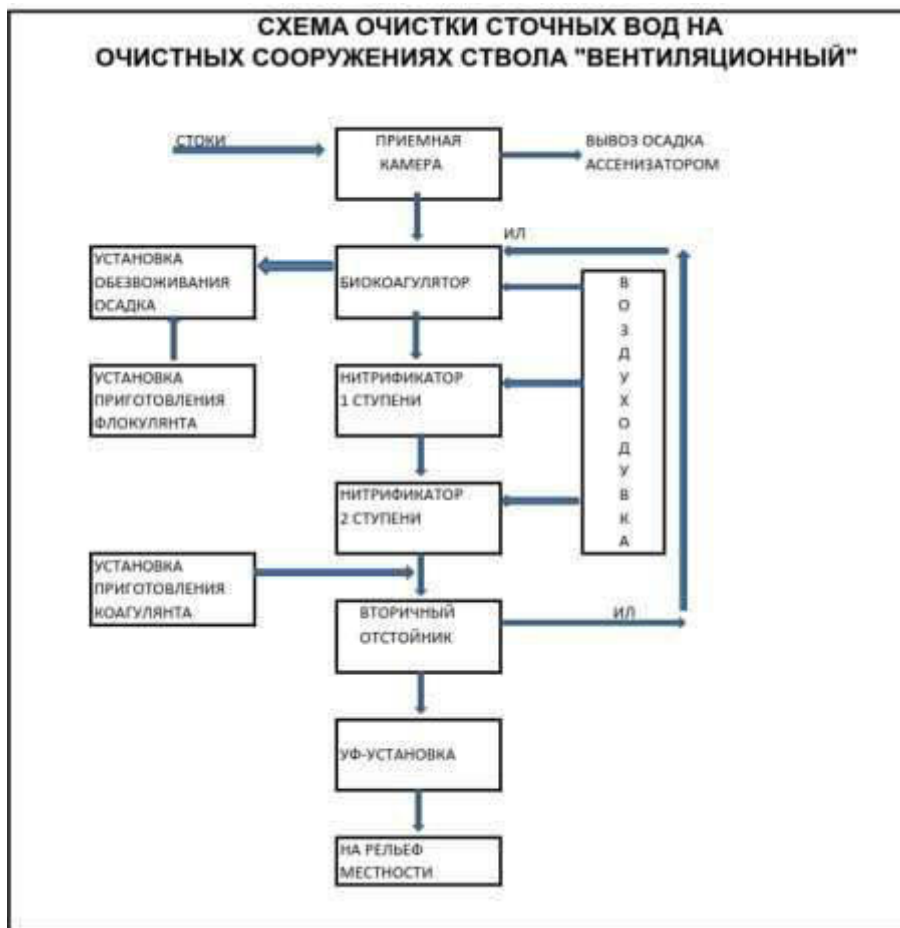 СХЕМА ОЧИСТКИ СТОЧНЫХ ВОД НА
ОЧИСТНЫХ СООРУЖЕНИЯХ СТВОЛА "ВЕНТИЛЯЦИОННЫЙ"
СТОКИ
ПРИЕМНАЯ
КАМЕРА
ВЫВОЗ ОСАДКА
АССЕНИЗАТОРОМ
ИЛ
УСТАНОВКА
ОБЕЗВОЖИВАНИЯ
ОСАДКА
БИОКОАГУЛЯТОР
В
О
З
Д
У
Х
О
Д
У
В
К
А
УСТАНОВКА
ПРИГОТОВЛЕНИЯ
ФЛОКУЛЯНТА
НИТРИФИКАТОР
1 СТУПЕНИ
НИТРИФИКАТОР
2 СТУПЕНИ
УСТАНОВКА
ПРИГОТОВЛЕНИЯ
КОАГУЛЯНТА
ВТОРИЧНЫЙ
ОТСТОЙНИК
ИЛ
УФ-УСТАНОВКА
НА РЕЛЬЕФ
МЕСТНОСТИ